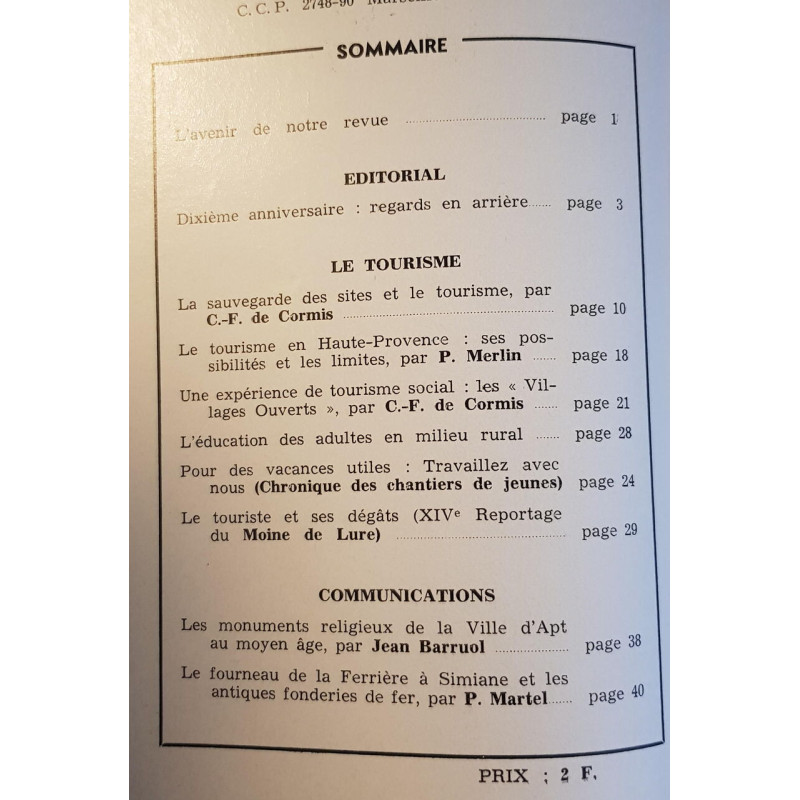 C. C. P. 2748-90
SOMMAIRE
L'avenir de notre revue ........ page 1
EDITORIAL
Dixième anniversaire : regards en arrière...... page 3
LE TOURISME
La sauvegarde des sites et le tourisme, par
C.-F. de Cormis ........ page 10
Le tourisme en Haute-Provence : ses pos-
sibilités et les limites, par P. Merlin ...... page 18
Une expérience de tourisme social : les « Vil-
lages Ouverts », par C.-F. de Cormis ...... page 21
L'éducation des adultes en milieu rural ...... page 28
Pour des vacances utiles : Travaillez avec
nous (Chronique des chantiers de jeunes) page 24
Le touriste et ses dégâts (XIVe Reportage
du Moine de Lure) ........ page 29
COMMUNICATIONS
Les monuments religieux de la Ville d'Apt
au moyen âge, par Jean Barruol ........ page 38
Le fourneau de la Ferrière à Simiane et les
antiques fonderies de fer, par P. Martel...... page 40
PRIX : 2 F.